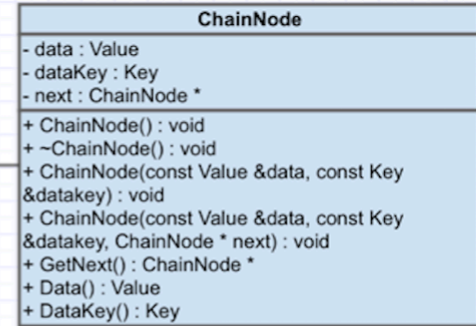 ChainNode
- data : Value
- dataKey : Key
- next : ChainNode *
+ ChainNode() : void
+ ~ChainNode() : void
+ ChainNode(const Value &data, const Key
&datakey) : void
+ ChainNode(const Value &data, const Key
&datakey, ChainNode * next) : void
+ GetNext() : ChainNode *
+ Data() : Value
+ DataKey() : Key